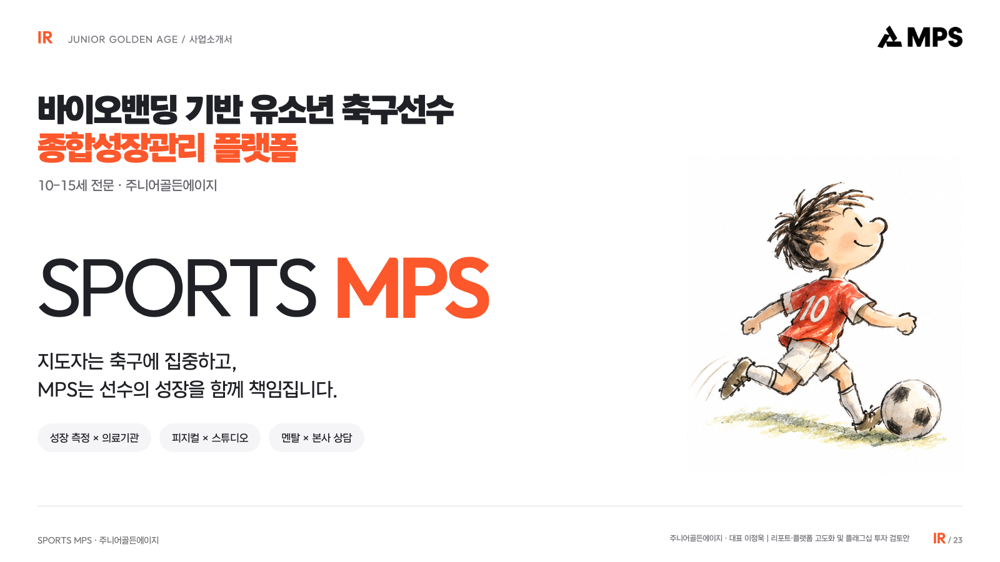 IR JUNIOR GOLDEN AGE / 사업소개서
MPS
바이오밴딩 기반 유소년 축구선수
종합성장관리 플랫폼
10–15세 전문 · 주니어골든에이지
SPORTS MPS
지도자는 축구에 집중하고,
MPS는 선수의 성장을 함께 책임집니다.
성장 측정 × 의료기관
피지컬 × 스튜디오
멘탈 × 본사 상담
10
SPORTS MPS · 주니어골든에이지
주니어골든에이지 · 대표 이정욱 | 리포트·플랫폼 고도화 및 플래그십 투자 검토안
IR / 23